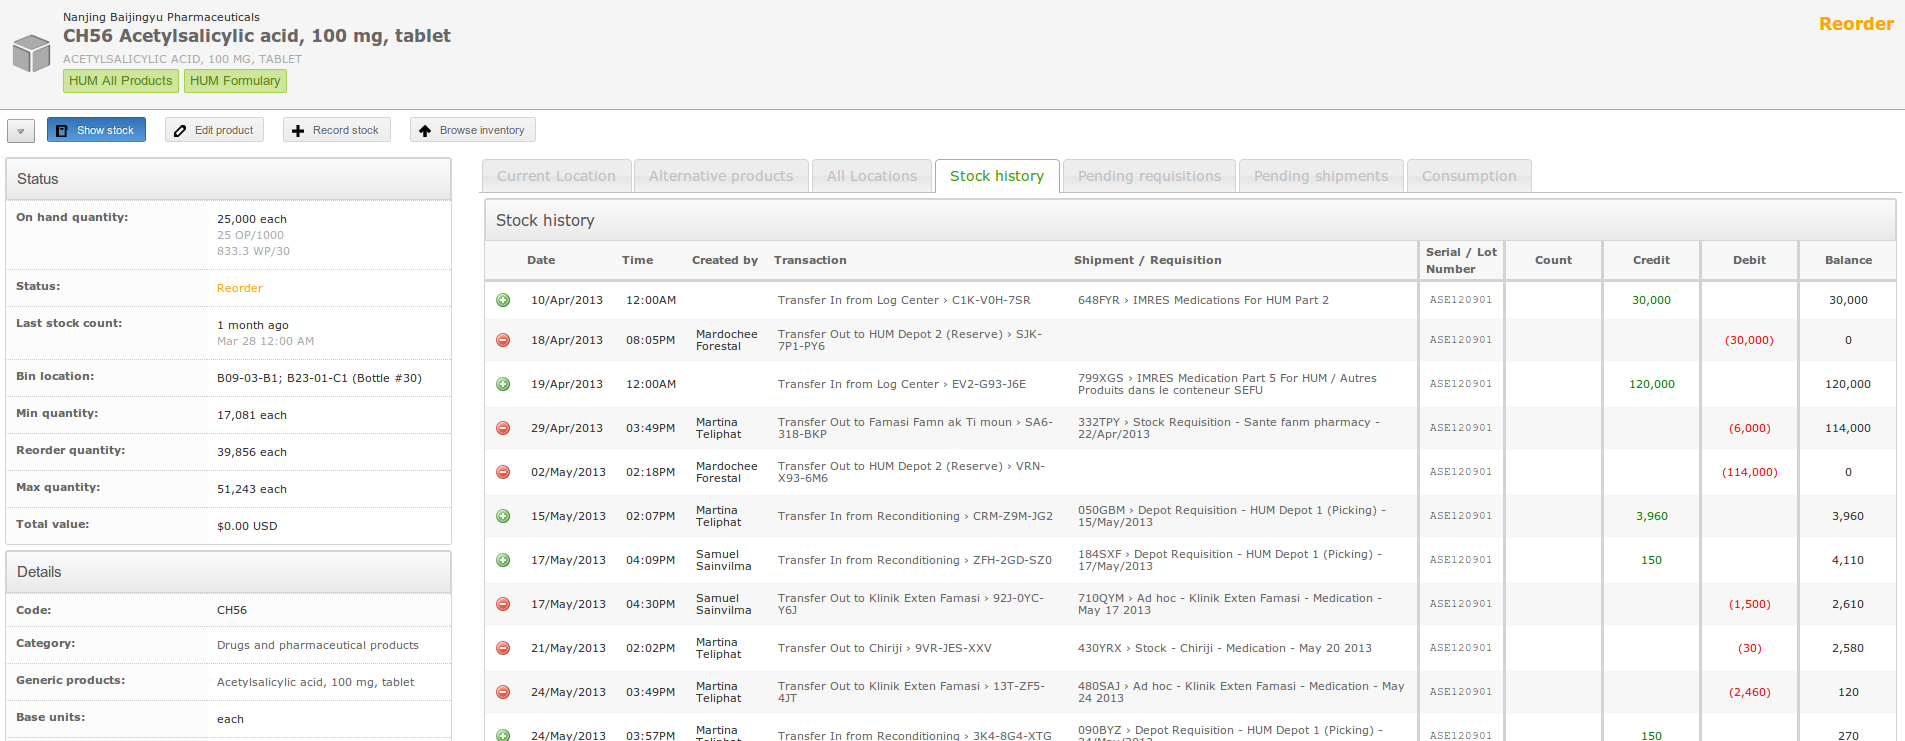 Nanjing Baijingyu Pharmaceuticals
CH56 Acetylsalicylic acid, 100 mg, tablet
ACETYLSALICYLIC ACID, 100 MG, TABLET
HUM All Products HUM Formulary
Reorder
Show stock Edit product Record stock Browse inventory
Status
On hand quantity: 25,000 each
25 OP/1000
833.3 WP/30
Status: Reorder
Last stock count: 1 month ago
Mar 28 12:00 AM
Bin location: B09-03-B1; B23-01-C1 (Bottle #30)
Min quantity: 17,081 each
Reorder quantity: 39,856 each
Max quantity: 51,243 each
Total value: $0.00 USD
Details
Code: CH56
Category: Drugs and pharmaceutical products
Generic products: Acetylsalicylic acid, 100 mg, tablet
Base units: each
Current Location Alternative products All Locations Stock history Pending requisitions Pending shipments Consumption
Stock history
Date Time Created by Transaction Shipment / Requisition Serial / Lot Number Count Credit Debit Balance
10/Apr/2013 12:00AM Transfer In from Log Center › C1K-V0H-7SR 648FYR › IMRES Medications For HUM Part 2 ASE120901 30,000 30,000
18/Apr/2013 08:05PM Mardochee Forestal Transfer Out to HUM Depot 2 (Reserve) › SJK-7P1-PY6 ASE120901 (30,000) 0
19/Apr/2013 12:00AM Transfer In from Log Center › EV2-G93-J6E 799XGS › IMRES Medication Part 5 For HUM / Autres Produits dans le conteneur SEFU ASE120901 120,000 120,000
29/Apr/2013 03:49PM Martina Teliphat Transfer Out to Famasi Famn ak Ti moun › SA6-318-BKP 332TPY › Stock Requisition - Sante fanm pharmacy - 22/Apr/2013 ASE120901 (6,000) 114,000
02/May/2013 02:18PM Mardochee Forestal Transfer Out to HUM Depot 2 (Reserve) › VRN-X93-6M6 ASE120901 (114,000) 0
15/May/2013 02:07PM Martina Teliphat Transfer In from Reconditioning › CRM-Z9M-JG2 050GBM › Depot Requisition - HUM Depot 1 (Picking) - 15/May/2013 ASE120901 3,960 3,960
17/May/2013 04:09PM Samuel Sainvilma Transfer In from Reconditioning › ZFH-2GD-SZ0 184SXF › Depot Requisition - HUM Depot 1 (Picking) - 17/May/2013 ASE120901 150 4,110
17/May/2013 04:30PM Samuel Sainvilma Transfer Out to Klinik Exten Famasi › 92J-0YC-Y6J 710QYM › Ad hoc - Klinik Exten Famasi - Medication - May 17 2013 ASE120901 (1,500) 2,610
21/May/2013 02:02PM Martina Teliphat Transfer Out to Chiriji › 9VR-JES-XXV 430YRX › Stock - Chiriji - Medication - May 20 2013 ASE120901 (30) 2,580
24/May/2013 03:49PM Martina Teliphat Transfer Out to Klinik Exten Famasi › 13T-ZF5-4JT 480SAJ › Ad hoc - Klinik Exten Famasi - Medication - May 24 2013 ASE120901 (2,460) 120
24/May/2013 03:57PM Martina Teliphat Transfer In from Reconditioning › 3K4-8G4-XTG 090BYZ › Depot Requisition - HUM Depot 1 (Picking) - 24/May/2013 ASE120901 150 270